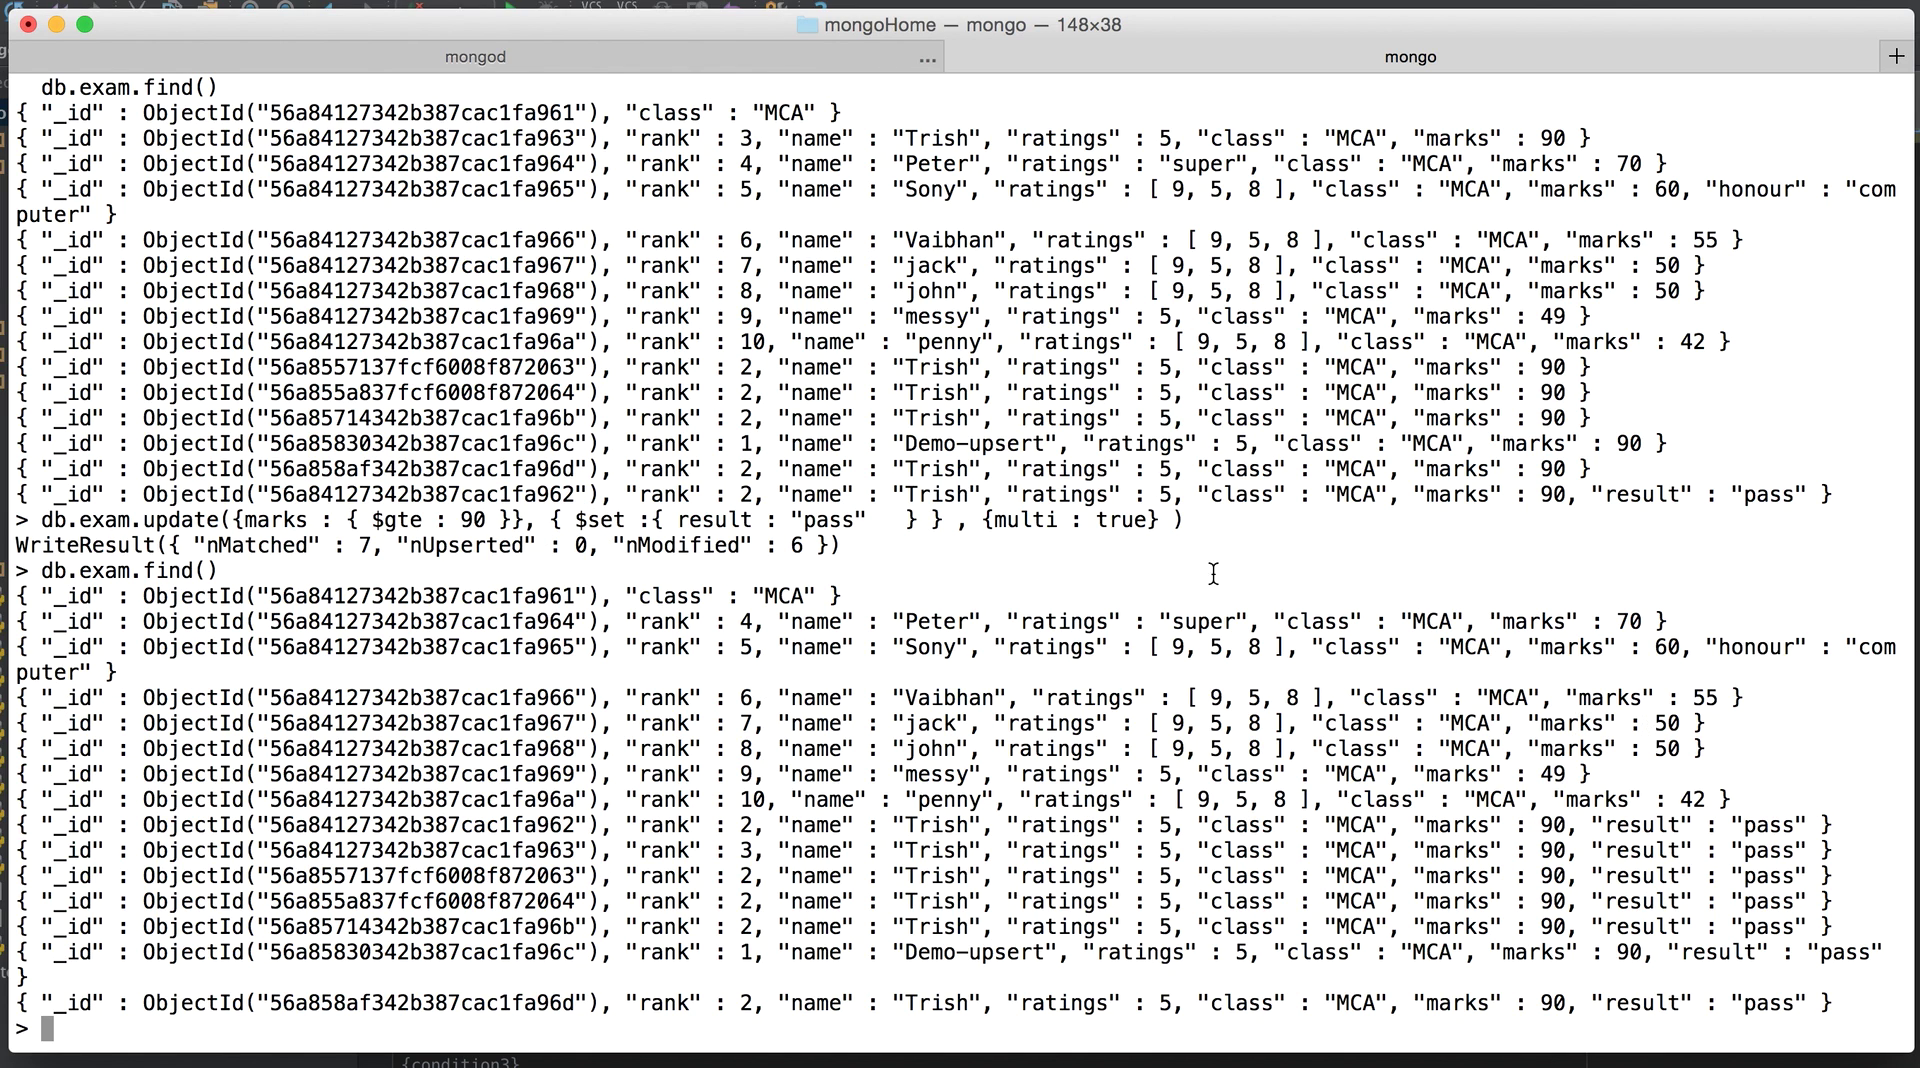 VCS VCS
mongoHome — mongo — 148×38
mongod ... mongo +
db.exam.find()
{ "_id" : ObjectId("56a84127342b387cac1fa961"), "class" : "MCA" }
{ "_id" : ObjectId("56a84127342b387cac1fa963"), "rank" : 3, "name" : "Trish", "ratings" : 5, "class" : "MCA", "marks" : 90 }
{ "_id" : ObjectId("56a84127342b387cac1fa964"), "rank" : 4, "name" : "Peter", "ratings" : "super", "class" : "MCA", "marks" : 70 }
{ "_id" : ObjectId("56a84127342b387cac1fa965"), "rank" : 5, "name" : "Sony", "ratings" : [ 9, 5, 8 ], "class" : "MCA", "marks" : 60, "honour" : "com
puter" }
{ "_id" : ObjectId("56a84127342b387cac1fa966"), "rank" : 6, "name" : "Vaibhan", "ratings" : [ 9, 5, 8 ], "class" : "MCA", "marks" : 55 }
{ "_id" : ObjectId("56a84127342b387cac1fa967"), "rank" : 7, "name" : "jack", "ratings" : [ 9, 5, 8 ], "class" : "MCA", "marks" : 50 }
{ "_id" : ObjectId("56a84127342b387cac1fa968"), "rank" : 8, "name" : "john", "ratings" : [ 9, 5, 8 ], "class" : "MCA", "marks" : 50 }
{ "_id" : ObjectId("56a84127342b387cac1fa969"), "rank" : 9, "name" : "messy", "ratings" : 5, "class" : "MCA", "marks" : 49 }
{ "_id" : ObjectId("56a84127342b387cac1fa96a"), "rank" : 10, "name" : "penny", "ratings" : [ 9, 5, 8 ], "class" : "MCA", "marks" : 42 }
{ "_id" : ObjectId("56a8557137fcf6008f872063"), "rank" : 2, "name" : "Trish", "ratings" : 5, "class" : "MCA", "marks" : 90 }
{ "_id" : ObjectId("56a855a837fcf6008f872064"), "rank" : 2, "name" : "Trish", "ratings" : 5, "class" : "MCA", "marks" : 90 }
{ "_id" : ObjectId("56a85714342b387cac1fa96b"), "rank" : 2, "name" : "Trish", "ratings" : 5, "class" : "MCA", "marks" : 90 }
{ "_id" : ObjectId("56a85830342b387cac1fa96c"), "rank" : 1, "name" : "Demo-upsert", "ratings" : 5, "class" : "MCA", "marks" : 90 }
{ "_id" : ObjectId("56a858af342b387cac1fa96d"), "rank" : 2, "name" : "Trish", "ratings" : 5, "class" : "MCA", "marks" : 90 }
{ "_id" : ObjectId("56a84127342b387cac1fa962"), "rank" : 2, "name" : "Trish", "ratings" : 5, "class" : "MCA", "marks" : 90, "result" : "pass" }
> db.exam.update({marks : { $gte : 90 }}, { $set :{ result : "pass"   } } , {multi : true} )
WriteResult({ "nMatched" : 7, "nUpserted" : 0, "nModified" : 6 })
> db.exam.find()
{ "_id" : ObjectId("56a84127342b387cac1fa961"), "class" : "MCA" }
{ "_id" : ObjectId("56a84127342b387cac1fa964"), "rank" : 4, "name" : "Peter", "ratings" : "super", "class" : "MCA", "marks" : 70 }
{ "_id" : ObjectId("56a84127342b387cac1fa965"), "rank" : 5, "name" : "Sony", "ratings" : [ 9, 5, 8 ], "class" : "MCA", "marks" : 60, "honour" : "com
puter" }
{ "_id" : ObjectId("56a84127342b387cac1fa966"), "rank" : 6, "name" : "Vaibhan", "ratings" : [ 9, 5, 8 ], "class" : "MCA", "marks" : 55 }
{ "_id" : ObjectId("56a84127342b387cac1fa967"), "rank" : 7, "name" : "jack", "ratings" : [ 9, 5, 8 ], "class" : "MCA", "marks" : 50 }
{ "_id" : ObjectId("56a84127342b387cac1fa968"), "rank" : 8, "name" : "john", "ratings" : [ 9, 5, 8 ], "class" : "MCA", "marks" : 50 }
{ "_id" : ObjectId("56a84127342b387cac1fa969"), "rank" : 9, "name" : "messy", "ratings" : 5, "class" : "MCA", "marks" : 49 }
{ "_id" : ObjectId("56a84127342b387cac1fa96a"), "rank" : 10, "name" : "penny", "ratings" : [ 9, 5, 8 ], "class" : "MCA", "marks" : 42 }
{ "_id" : ObjectId("56a84127342b387cac1fa962"), "rank" : 2, "name" : "Trish", "ratings" : 5, "class" : "MCA", "marks" : 90, "result" : "pass" }
{ "_id" : ObjectId("56a84127342b387cac1fa963"), "rank" : 3, "name" : "Trish", "ratings" : 5, "class" : "MCA", "marks" : 90, "result" : "pass" }
{ "_id" : ObjectId("56a8557137fcf6008f872063"), "rank" : 2, "name" : "Trish", "ratings" : 5, "class" : "MCA", "marks" : 90, "result" : "pass" }
{ "_id" : ObjectId("56a855a837fcf6008f872064"), "rank" : 2, "name" : "Trish", "ratings" : 5, "class" : "MCA", "marks" : 90, "result" : "pass" }
{ "_id" : ObjectId("56a85714342b387cac1fa96b"), "rank" : 2, "name" : "Trish", "ratings" : 5, "class" : "MCA", "marks" : 90, "result" : "pass" }
{ "_id" : ObjectId("56a85830342b387cac1fa96c"), "rank" : 1, "name" : "Demo-upsert", "ratings" : 5, "class" : "MCA", "marks" : 90, "result" : "pass"
}
{ "_id" : ObjectId("56a858af342b387cac1fa96d"), "rank" : 2, "name" : "Trish", "ratings" : 5, "class" : "MCA", "marks" : 90, "result" : "pass" }
>
{condition3}